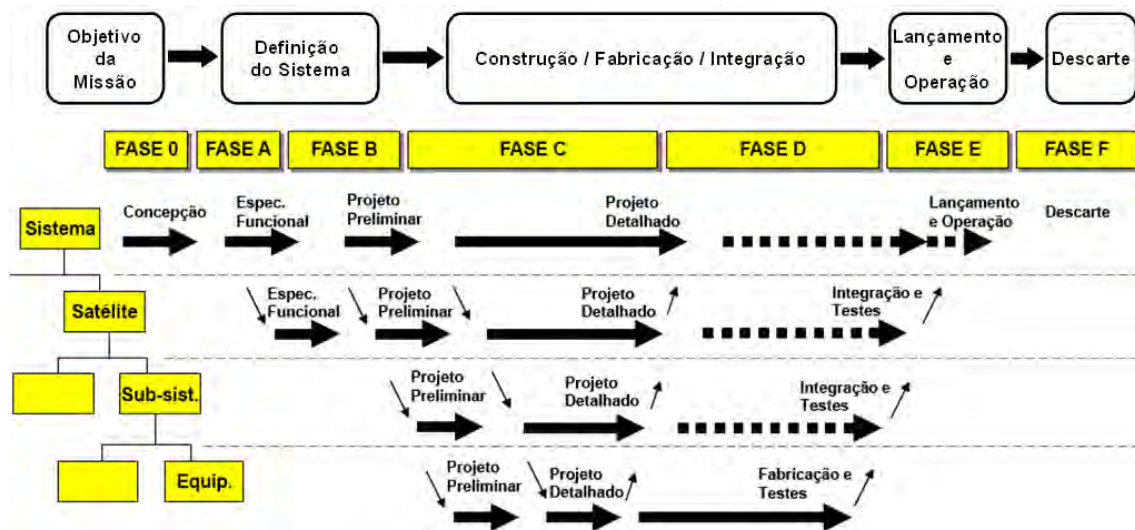 Objetivo
da
Missão
Definição
do Sistema
Construção / Fabricação / Integração
Lançamento
e
Operação
Descarte
FASE 0
FASE A
FASE B
FASE C
FASE D
FASE E
FASE F
Sistema
Concepção
Espec.
Funcional
Projeto
Preliminar
Projeto
Detalhado
Lançamento
e Operação
Descarte
Satélite
Espec.
Funcional
Projeto
Preliminar
Projeto
Detalhado
Integração e
Testes
Sub-sist.
Projeto
Preliminar
Projeto
Detalhado
Integração e
Testes
Equip.
Projeto
Preliminar
Projeto
Detalhado
Fabricação e
Testes